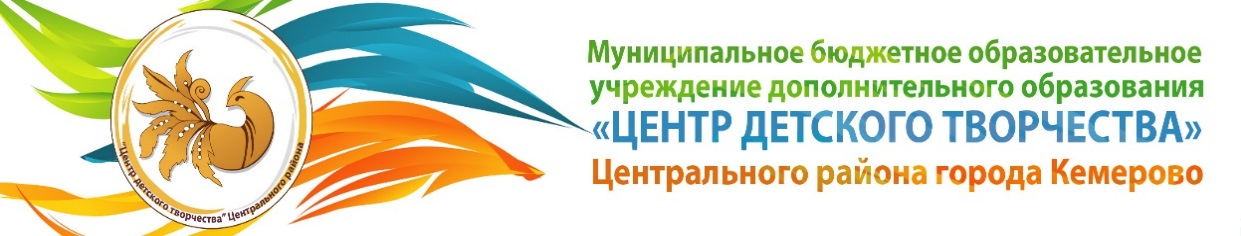 Муниципальное бюджетное образовательное
учреждение дополнительного образования
«ЦЕНТР ДЕТСКОГО ТВОРЧЕСТВА»
Центрального района города Кемерово
"Центр детского творчества" Центрального района